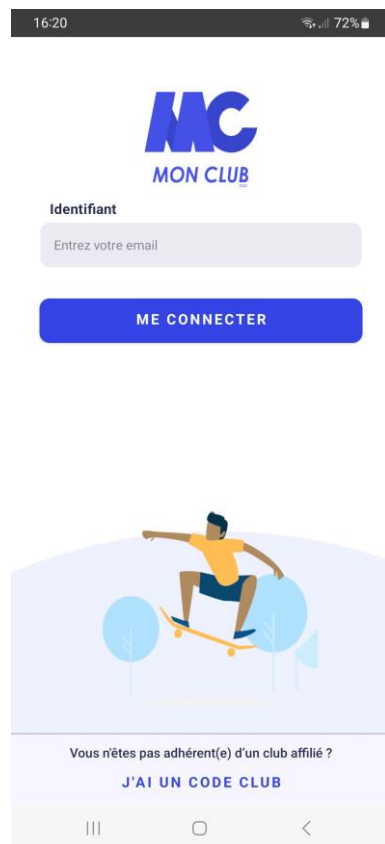 16:20 72%
MC
MON CLUB
Identifiant
Entrez votre email
ME CONNECTER
Vous n'êtes pas adhérent(e) d'un club affilié ?
J'AI UN CODE CLUB